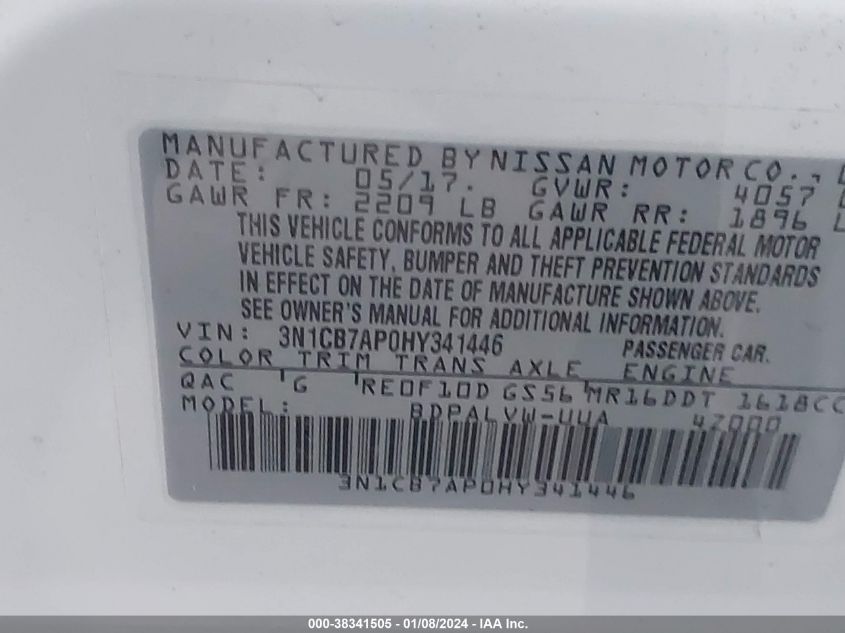 MANUFACTURED BY NISSAN MOTOR CO.,
DATE: 05/17. GVWR: 4057
GAWR FR: 2209 LB GAWR RR: 1896 L
THIS VEHICLE CONFORMS TO ALL APPLICABLE FEDERAL MOTOR
VEHICLE SAFETY, BUMPER AND THEFT PREVENTION STANDARDS
IN EFFECT ON THE DATE OF MANUFACTURE SHOWN ABOVE.
SEE OWNER'S MANUAL FOR ADDITIONAL INFORMATION.
VIN: 3N1CB7AP0HY341446 PASSENGER CAR.
COLOR TRIM TRANS AXLE ENGINE
QAC G RE0F10D GS56 MR16DDT 1618CC
MODEL: BDPALVW-UUA 4Z000
3N1CB7AP0HY341446
000-38341505 - 01/08/2024 - IAA Inc.